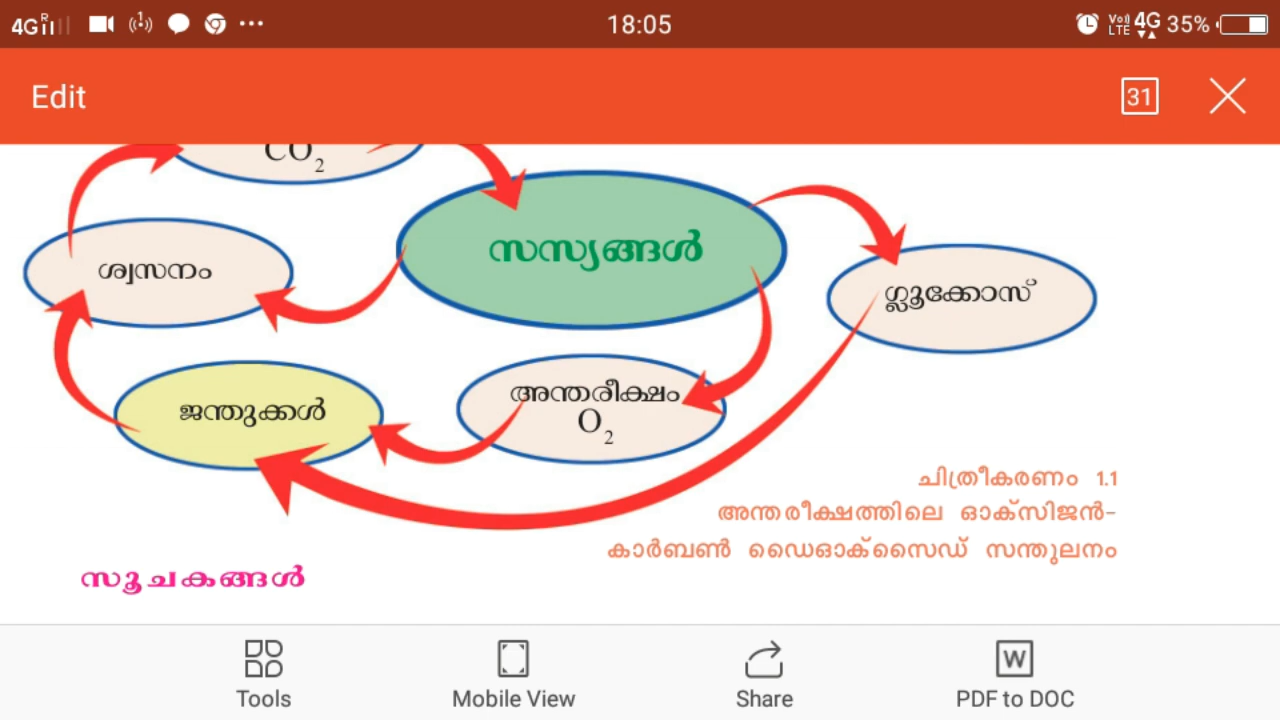 4G R
18:05
VoLTE 4G 35%
Edit
31
CO2
സസ്യങ്ങൾ
ശ്വസനം
ഗ്ലൂക്കോസ്
അന്തരീക്ഷം
O2
ജന്തുക്കൾ
ചിത്രീകരണം 1.1
അന്തരീക്ഷത്തിലെ ഓക്സിജൻ-
കാർബൺ ഡൈഓക്സൈഡ് സന്തുലനം
സൂചകങ്ങൾ
Tools
Mobile View
Share
W
PDF to DOC